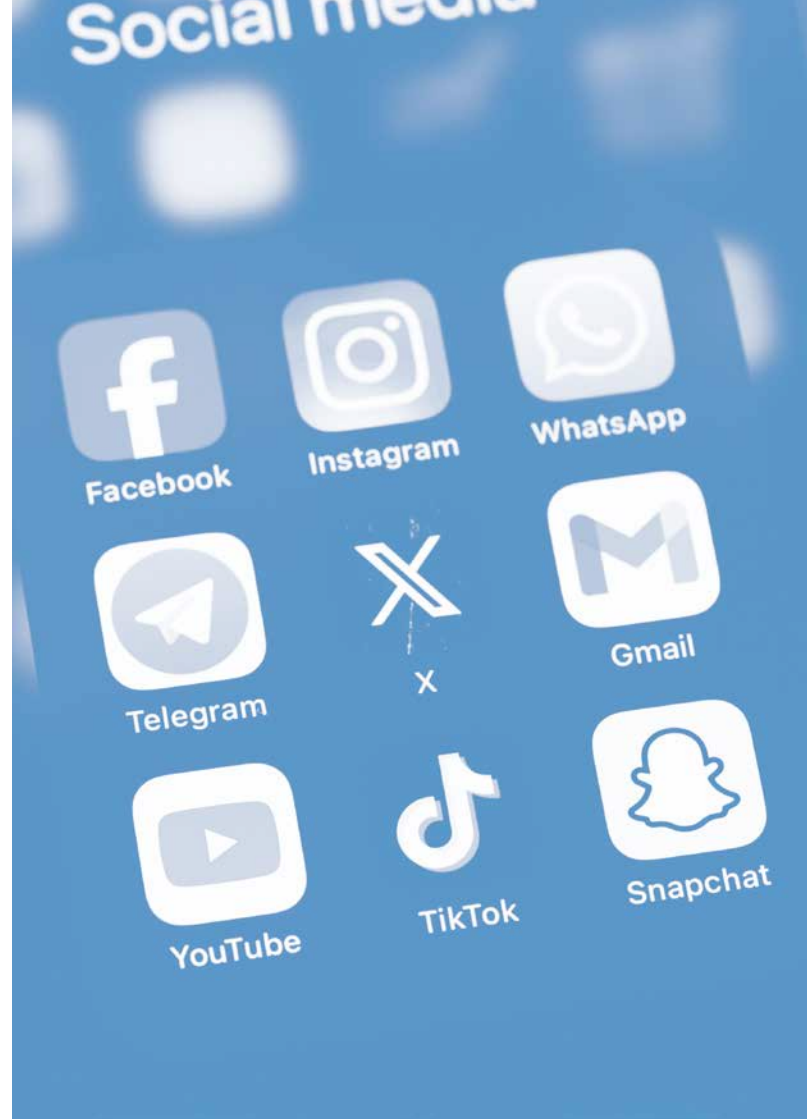 Social media
Facebook
Instagram
WhatsApp
Telegram
X
Gmail
YouTube
TikTok
Snapchat